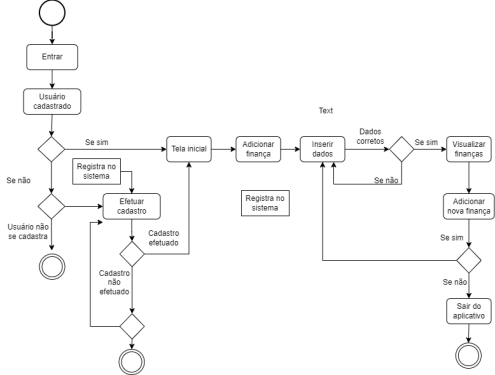 Entrar
Usuário
cadastrado
Text
Se sim
Tela inicial
Adicionar
finança
Inserir
dados
Dados
corretos
Se sim
Visualizar
finanças
Se não
Registra no
sistema
Se não
Usuário não
se cadastra
Efetuar
cadastro
Registra no
sistema
Adicionar
nova finança
Cadastro
efetuado
Se sim
Cadastro
não
efetuado
Se não
Sair do
aplicativo